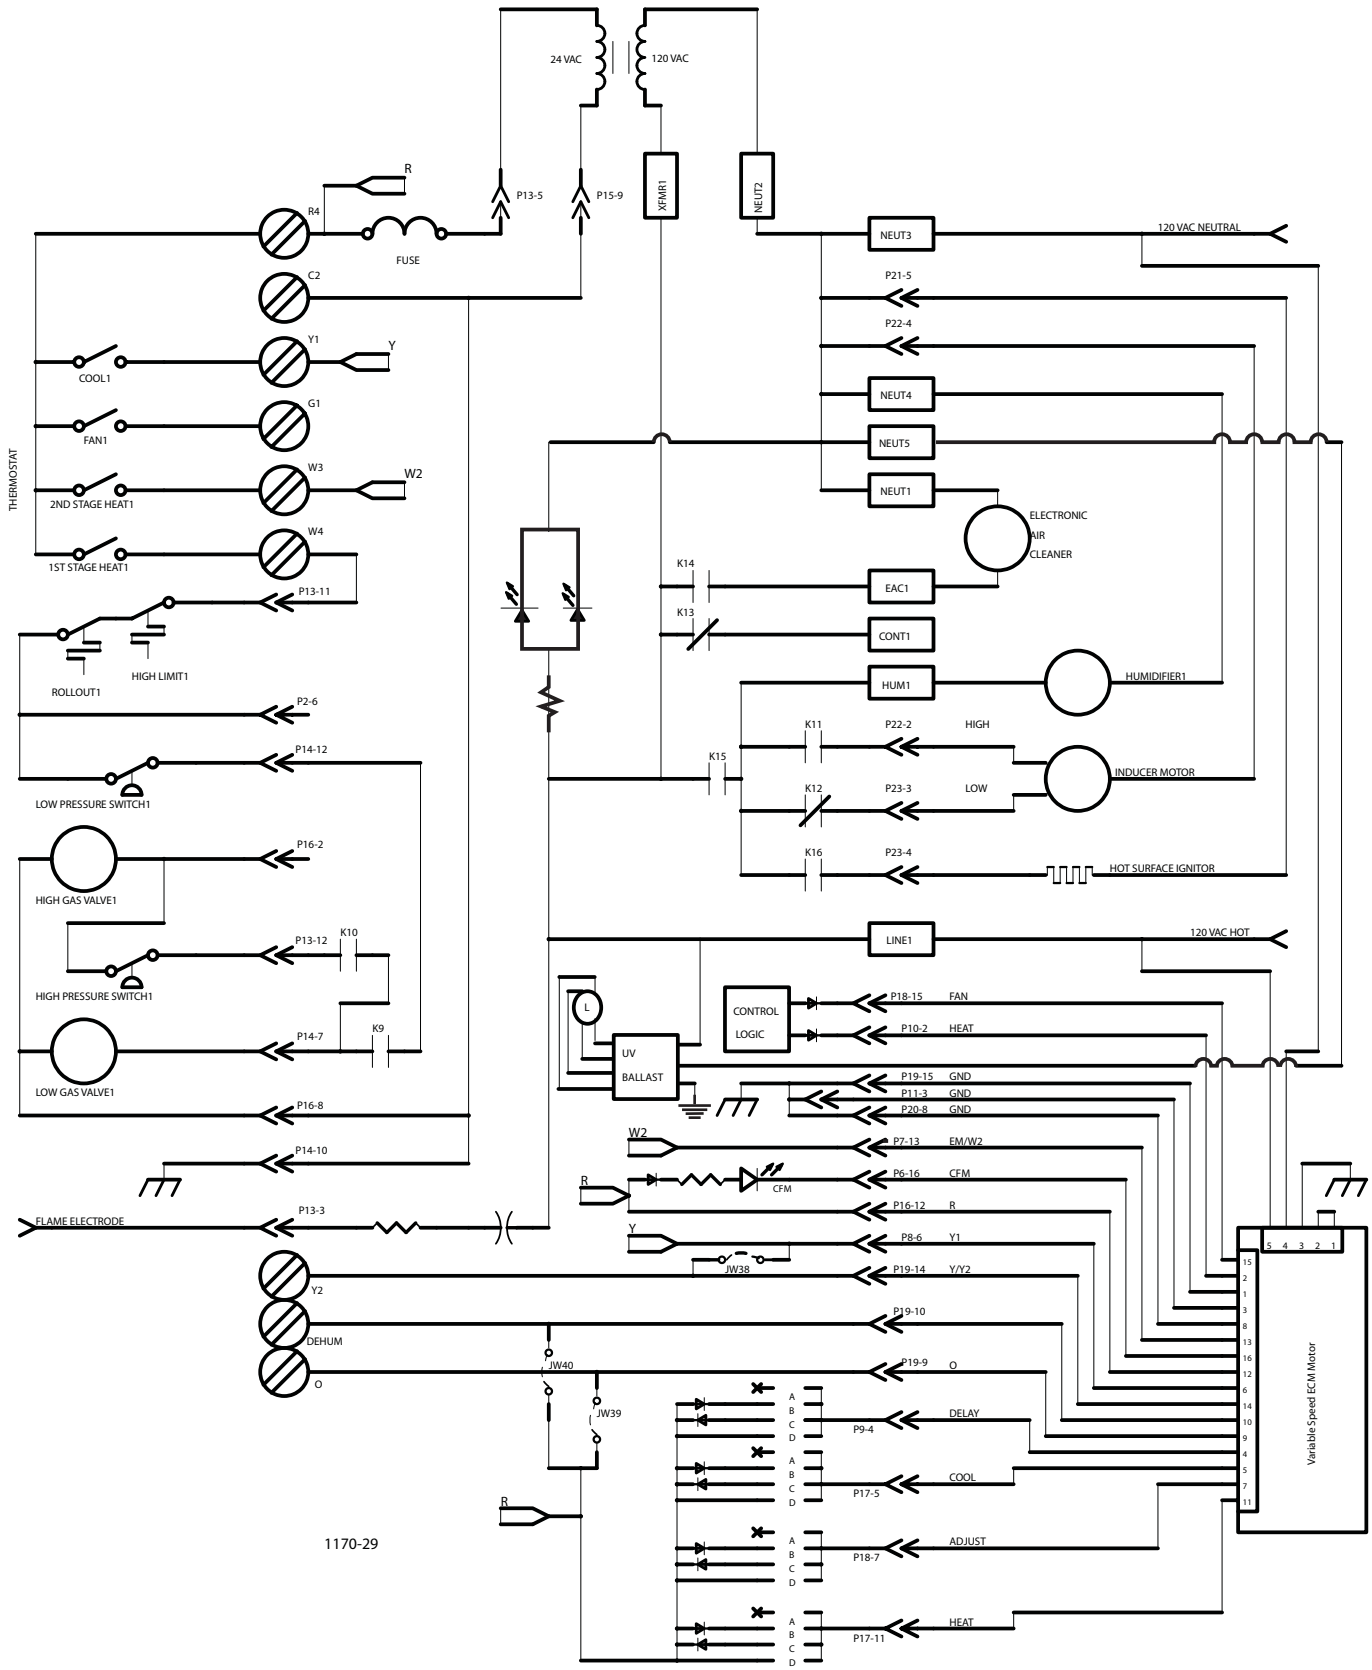 24 VAC
120 VAC
R
R4
P13-5
P15-9
XFMR1
NEUT2
FUSE
NEUT3
120 VAC NEUTRAL
C2
P21-5
P22-4
Y1
Y
COOL1
NEUT4
G1
FAN1
NEUT5
THERMOSTAT
W3
W2
2ND STAGE HEAT1
NEUT1
W4
1ST STAGE HEAT1
ELECTRONIC
AIR
CLEANER
P13-11
K14
EAC1
K13
CONT1
ROLLOUT1
HIGH LIMIT1
HUM1
HUMIDIFIER1
P2-6
K11
P22-2
HIGH
P14-12
K15
INDUCER MOTOR
LOW PRESSURE SWITCH1
K12
P23-3
LOW
P16-2
K16
P23-4
HOT SURFACE IGNITOR
HIGH GAS VALVE1
P13-12
K10
LINE1
120 VAC HOT
HIGH PRESSURE SWITCH1
L
CONTROL
LOGIC
P18-15
FAN
P14-7
K9
P10-2
HEAT
UV
BALLAST
LOW GAS VALVE1
P19-15
GND
P11-3
GND
P16-8
P20-8
GND
W2
P7-13
EM/W2
P14-10
R
CFM
P6-16
CFM
P13-3
FLAME ELECTRODE
P16-12
R
Y
P8-6
Y1
JW38
Y2
P19-14
Y/Y2
DEHUM
P19-10
O
JW40
P19-9
O
JW39
5
4
3
2
1
15
2
1
3
8
13
16
12
6
14
10
9
4
5
7
11
Variable Speed ECM Motor
A
B
C
D
P9-4
DELAY
A
B
C
D
P17-5
COOL
R
1170-29
A
B
C
D
P18-7
ADJUST
A
B
C
D
P17-11
HEAT